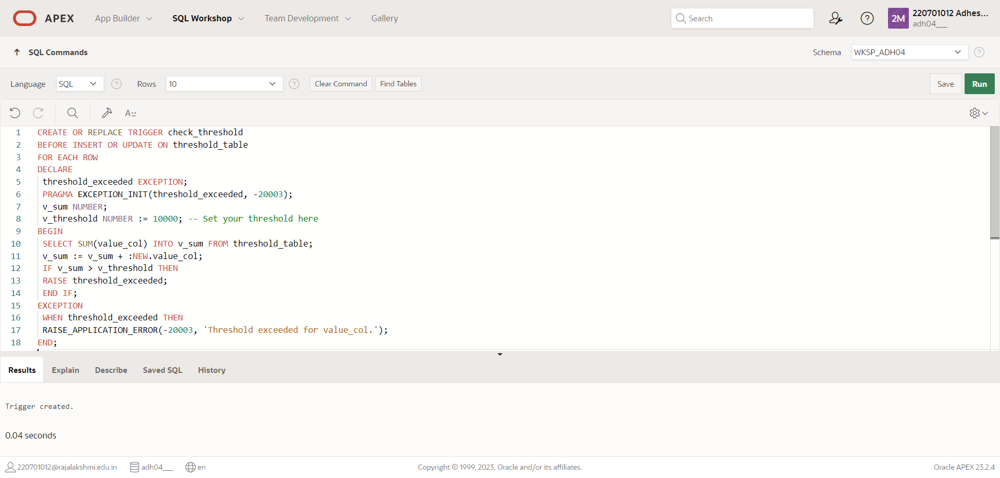 APEX App Builder SQL Workshop Team Development Gallery Search 2M 220701012 Adhes...
adh04___
SQL Commands Schema WKSP_ADH04
Language SQL Rows 10 Clear Command Find Tables Save Run
A::
1 CREATE OR REPLACE TRIGGER check_threshold
2 BEFORE INSERT OR UPDATE ON threshold_table
3 FOR EACH ROW
4 DECLARE
5 threshold_exceeded EXCEPTION;
6 PRAGMA EXCEPTION_INIT(threshold_exceeded, -20003);
7 v_sum NUMBER;
8 v_threshold NUMBER := 10000; -- Set your threshold here
9 BEGIN
10 SELECT SUM(value_col) INTO v_sum FROM threshold_table;
11 v_sum := v_sum + :NEW.value_col;
12 IF v_sum > v_threshold THEN
13 RAISE threshold_exceeded;
14 END IF;
15 EXCEPTION
16 WHEN threshold_exceeded THEN
17 RAISE_APPLICATION_ERROR(-20003, 'Threshold exceeded for value_col.');
18 END;
Results Explain Describe Saved SQL History
Trigger created.
0.04 seconds
220701012@rajalakshmi.edu.in adh04___ en Copyright © 1999, 2023, Oracle and/or its affiliates. Oracle APEX 23.2.4